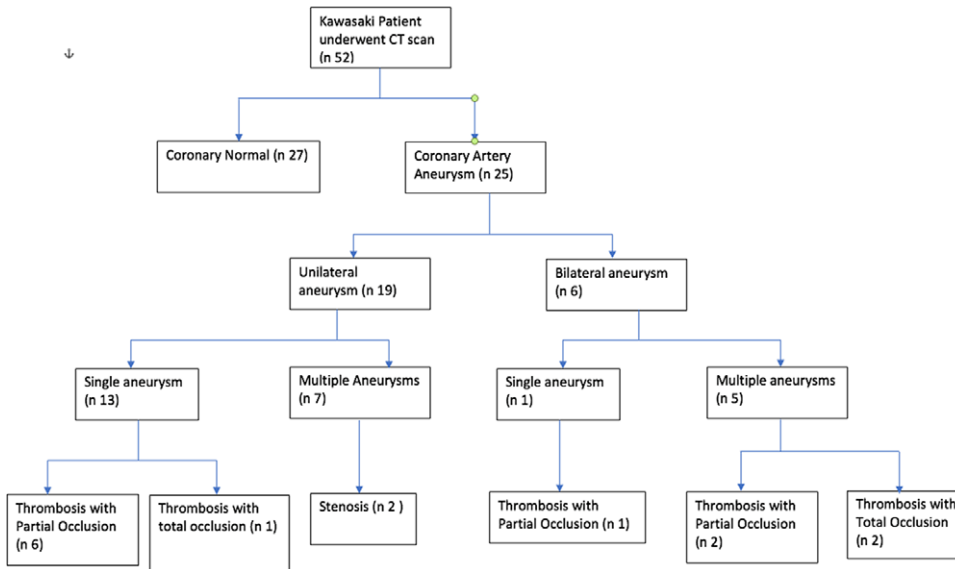 Kawasaki Patient
underwent CT scan
(n 52)
Coronary Normal (n 27)
Coronary Artery
Aneurysm (n 25)
Unilateral
aneurysm (n 19)
Bilateral aneurysm
(n 6)
Single aneurysm
(n 13)
Multiple Aneurysms
(n 7)
Single aneurysm
(n 1)
Multiple aneurysms
(n 5)
Thrombosis with
Partial Occlusion
(n 6)
Thrombosis with
total occlusion (n 1)
Stenosis (n 2 )
Thrombosis with
Partial Occlusion (n 1)
Thrombosis with
Partial Occlusion
(n 2)
Thrombosis with
Total Occlusion
(n 2)